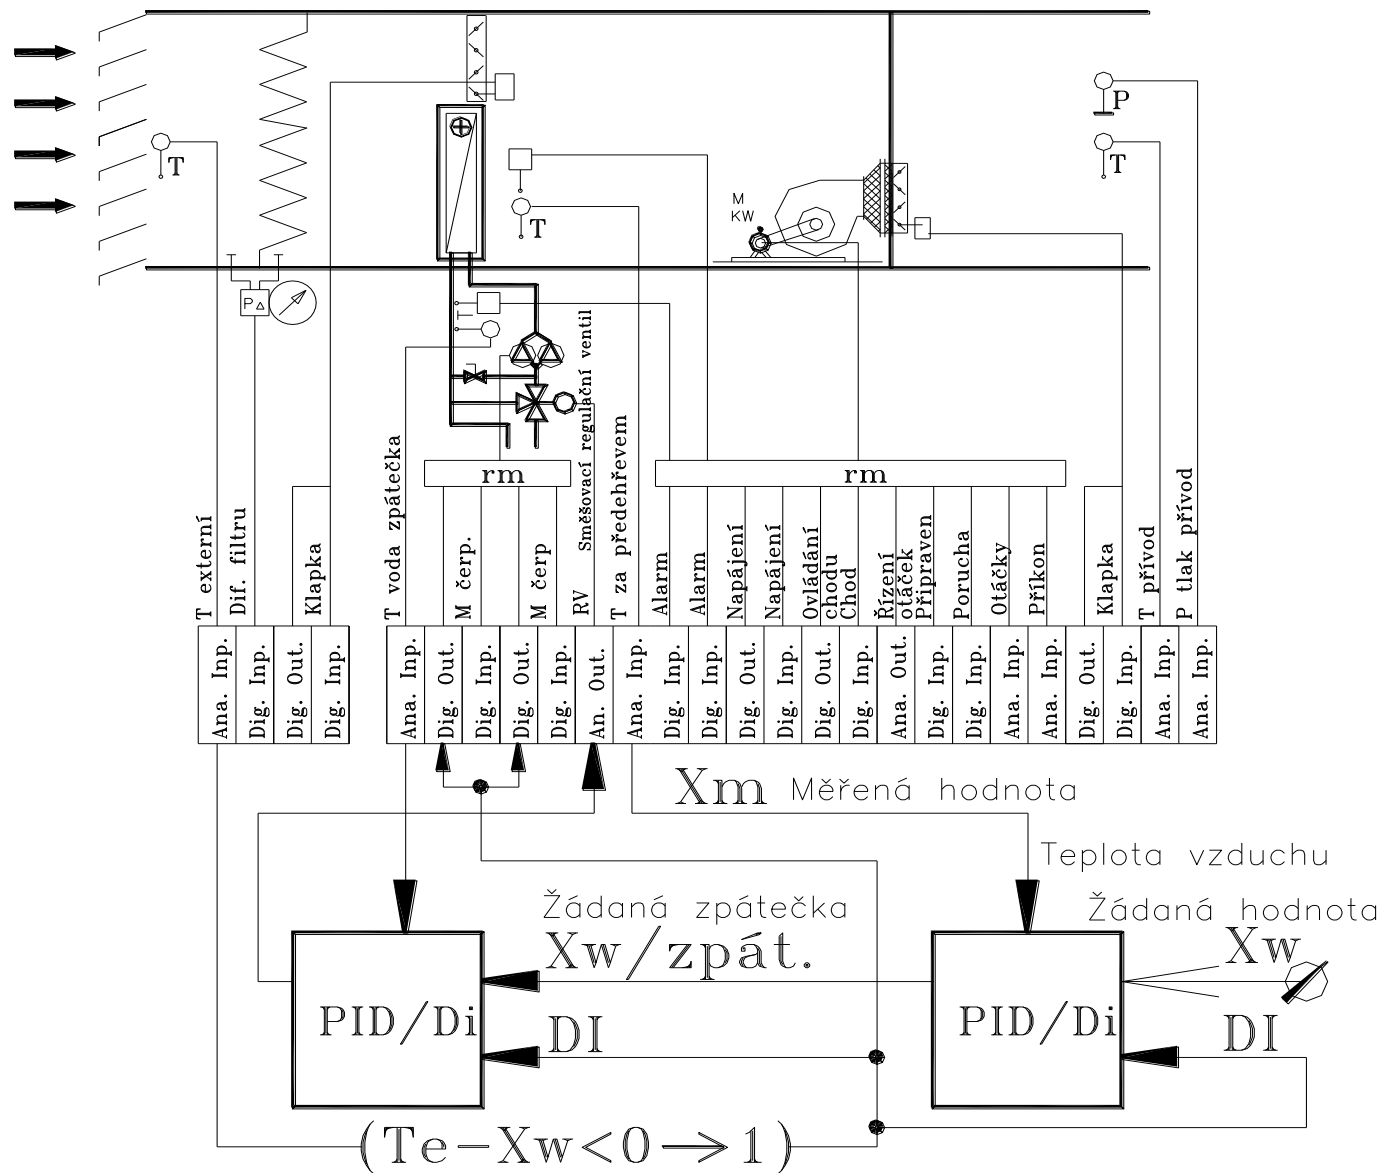 P
T
T
T
M
KW
P
rm
rm
T externí
Dif. filtru
Klapka
T voda zpátečka
M čerp.
M čerp
RV
Směšovací regulační ventil
T za předehřevem
Alarm
Alarm
Napájení
Napájení
Ovládání
chodu
Chod
Řízení
otáček
Připraven
Porucha
Otáčky
Příkon
Klapka
T přívod
P tlak přívod
Ana. Inp.
Dig. Inp.
Dig. Out.
Dig. Inp.
Ana. Inp.
Dig. Out.
Dig. Inp.
Dig. Out.
Dig. Inp.
An. Out.
Ana. Inp.
Dig. Inp.
Dig. Inp.
Dig. Out.
Dig. Inp.
Dig. Out.
Dig. Inp.
Ana. Out.
Dig. Inp.
Dig. Inp.
Ana. Inp.
Ana. Inp.
Dig. Out.
Dig. Inp.
Ana. Inp.
Ana. Inp.
Xm Měřená hodnota
Teplota vzduchu
Žádaná zpátečka
Žádaná hodnota
Xw/zpát.
Xw
PID/Di
DI
PID/Di
DI
(Te-Xw<0→1)